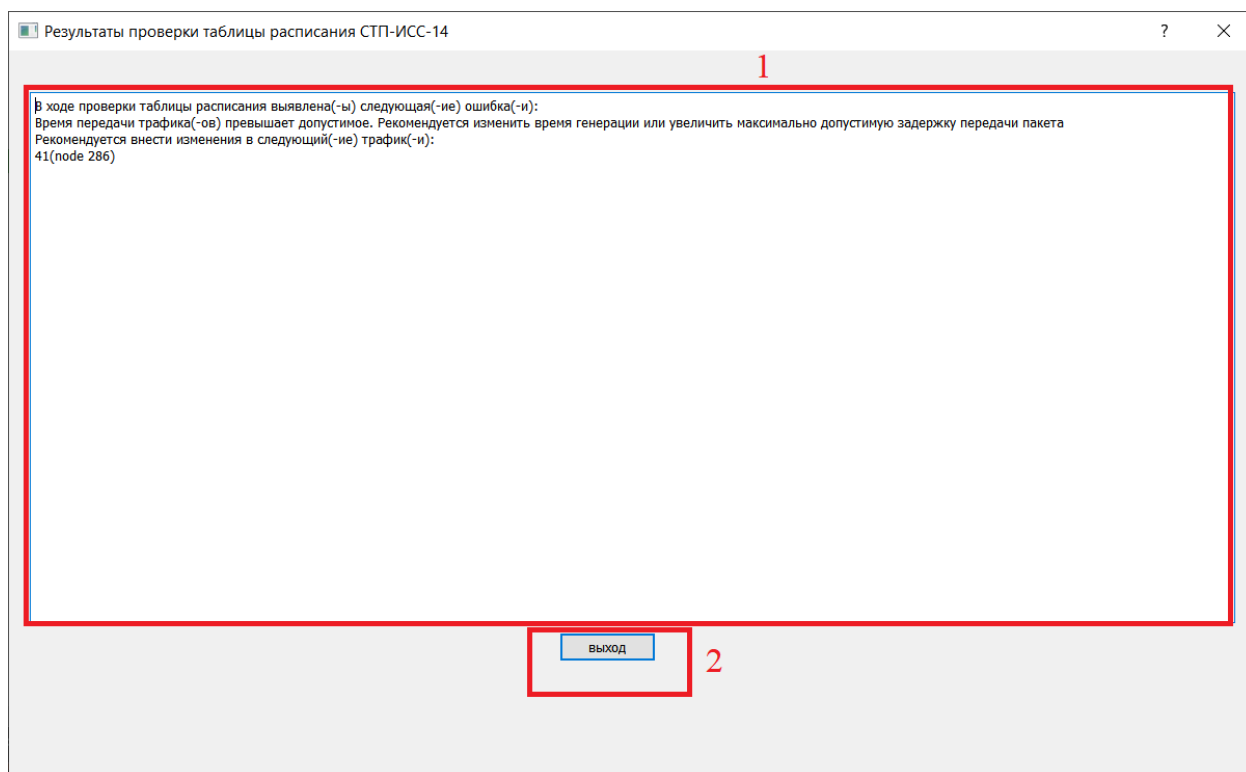 Результаты проверки таблицы расписания СТП-ИСС-14
?
1
В ходе проверки таблицы расписания выявлена(-ы) следующая(-ие) ошибка(-и):
Время передачи трафика(-ов) превышает допустимое. Рекомендуется изменить время генерации или увеличить максимально допустимую задержку передачи пакета
Рекомендуется внести изменения в следующий(-ие) трафик(-и):
41(node 286)
выход
2